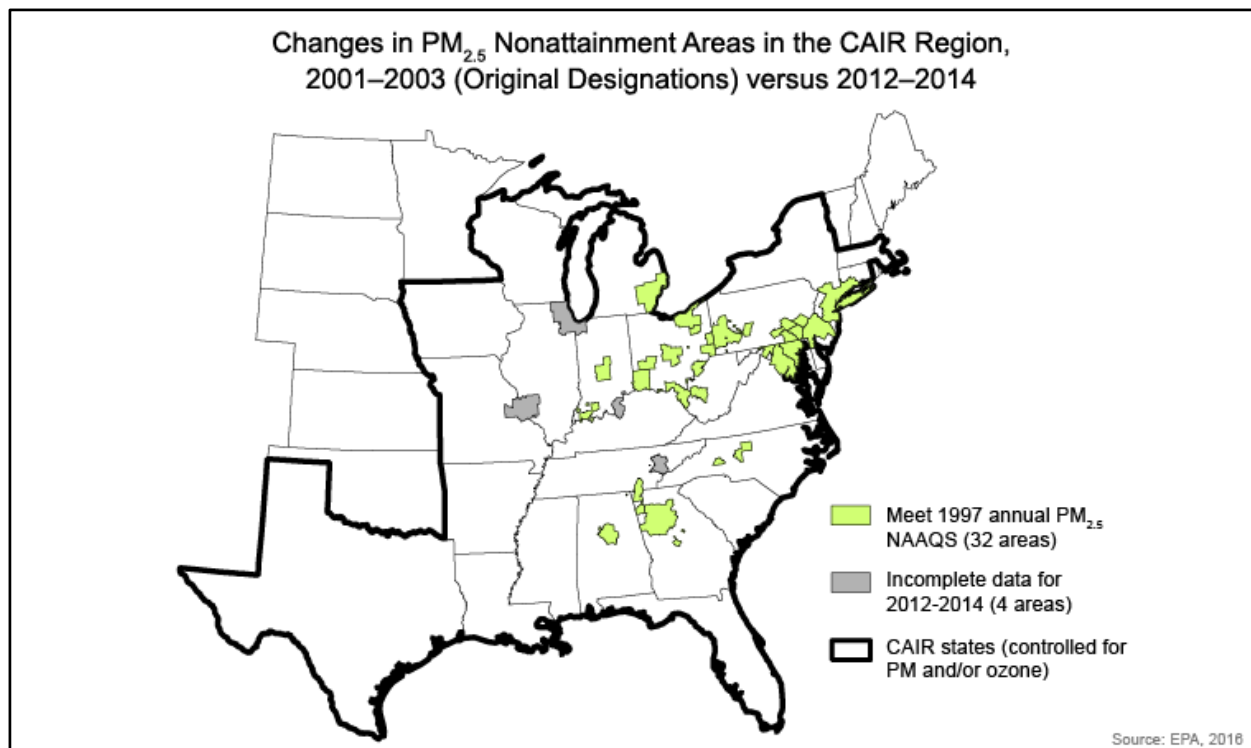 Changes in PM2.5 Nonattainment Areas in the CAIR Region,
2001–2003 (Original Designations) versus 2012–2014
Meet 1997 annual PM2.5
NAAQS (32 areas)
Incomplete data for
2012-2014 (4 areas)
CAIR states (controlled for
PM and/or ozone)
Source: EPA, 2016